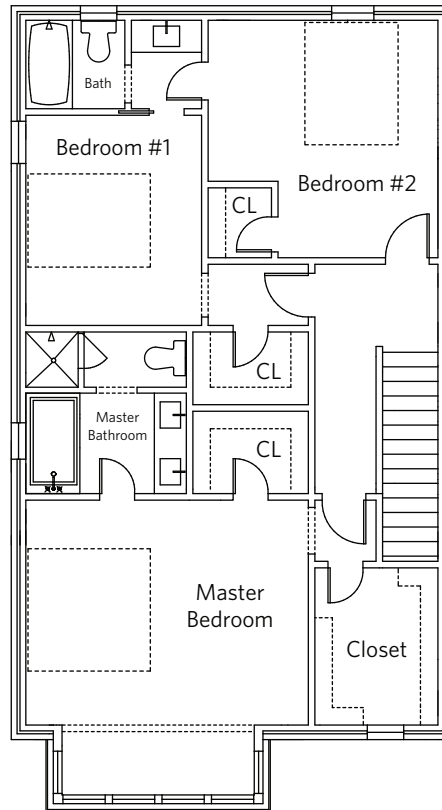 Bath
Bedroom #1
Bedroom #2
CL
CL
Master
Bathroom
CL
Master
Bedroom
Closet